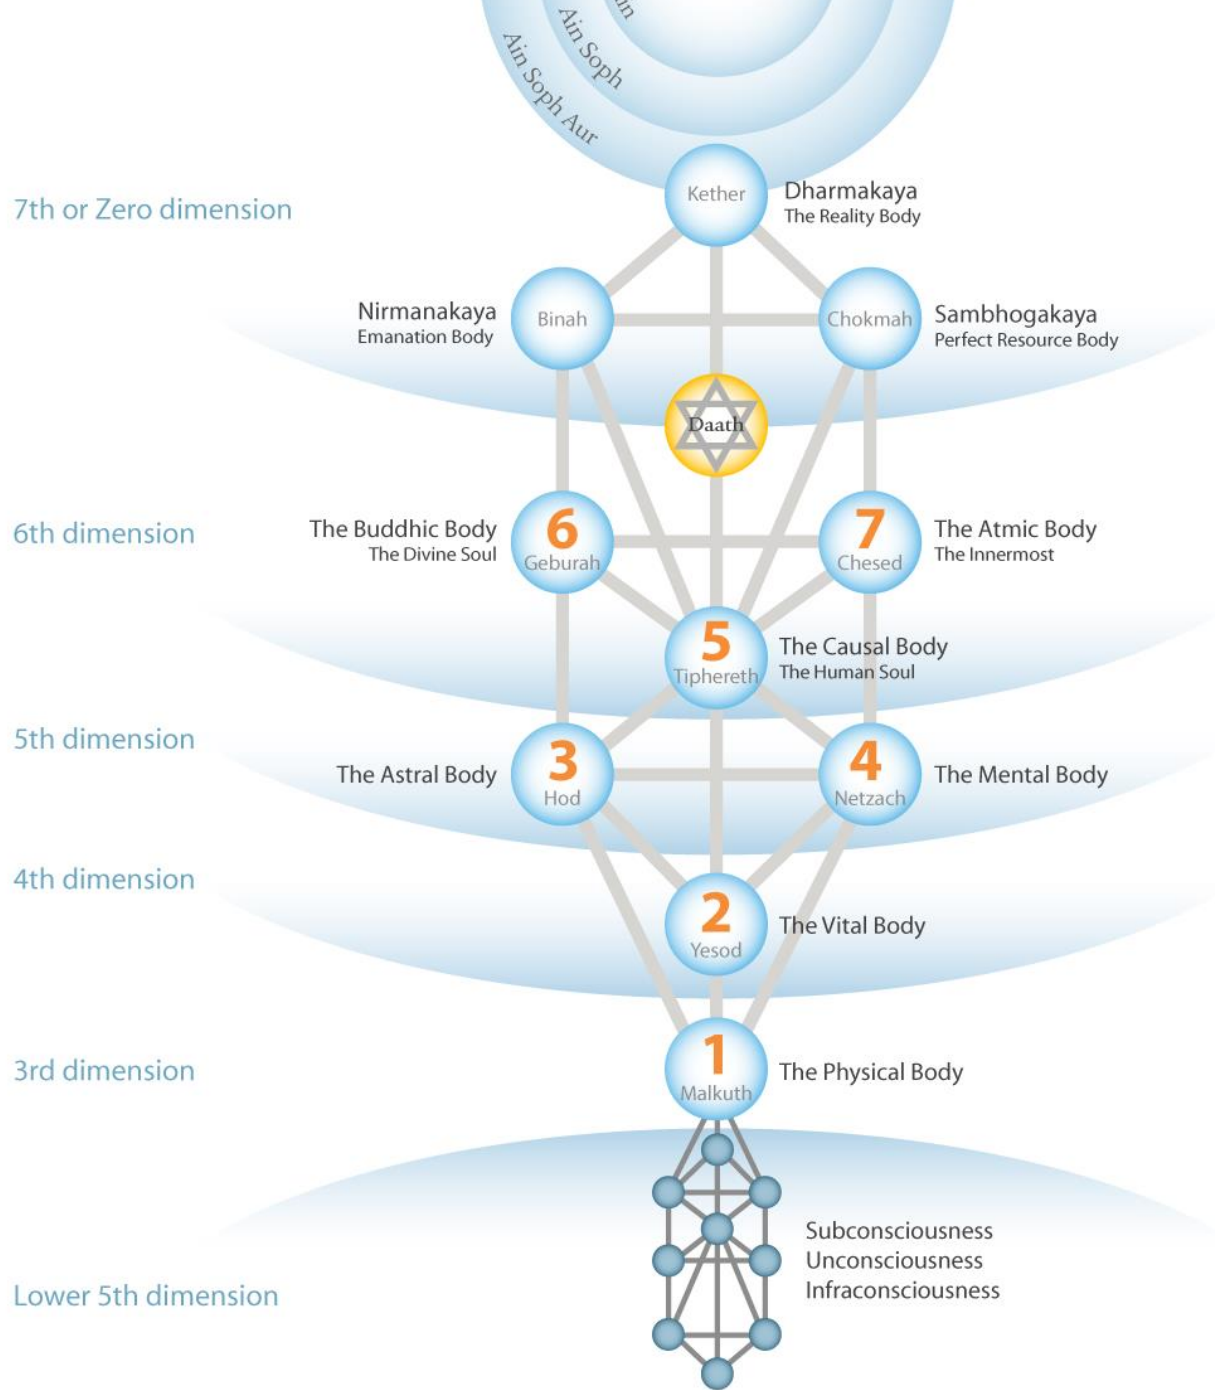 Ain Soph
Ain Soph Aur
Kether
Dharmakaya
The Reality Body
7th or Zero dimension
Nirmanakaya
Emanation Body
Binah
Chokmah
Sambhogakaya
Perfect Resource Body
Daath
6th dimension
The Buddhic Body
The Divine Soul
6
Geburah
7
Chesed
The Atmic Body
The Innermost
5
Tiphereth
The Causal Body
The Human Soul
5th dimension
The Astral Body
3
Hod
4
Netzach
The Mental Body
4th dimension
2
Yesod
The Vital Body
3rd dimension
1
Malkuth
The Physical Body
Subconsciousness
Unconsciousness
Infraconsciousness
Lower 5th dimension